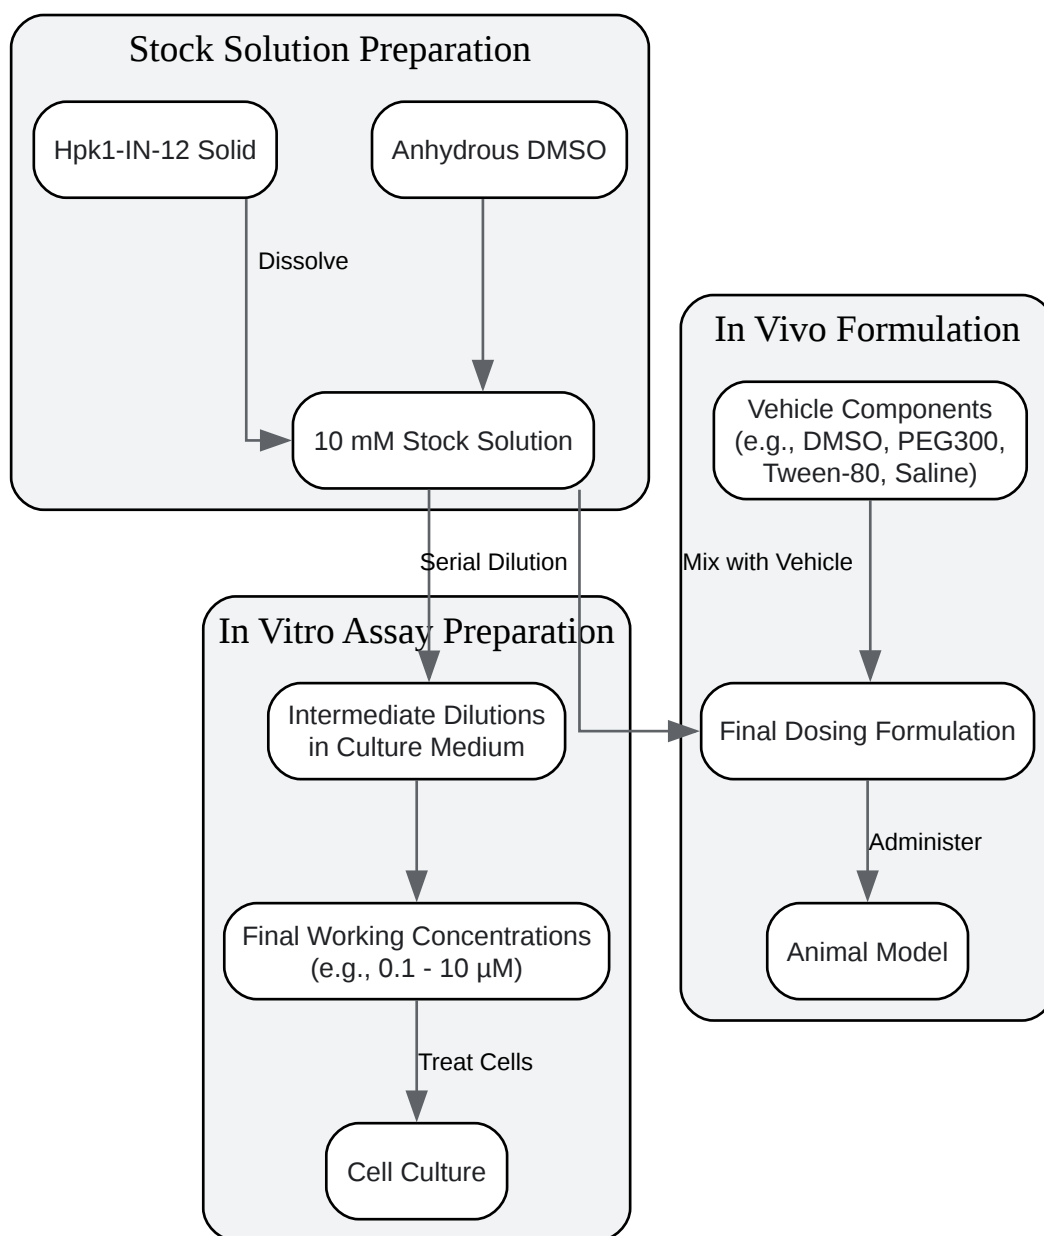 Stock Solution Preparation
Hpk1-IN-12 Solid
Anhydrous DMSO
Dissolve
10 mM Stock Solution
In Vivo Formulation
Vehicle Components
(e.g., DMSO, PEG300,
Tween-80, Saline)
Serial Dilution
Mix with Vehicle
In Vitro Assay Preparation
Intermediate Dilutions
in Culture Medium
Final Dosing Formulation
Administer
Final Working Concentrations
(e.g., 0.1 - 10 µM)
Animal Model
Treat Cells
Cell Culture